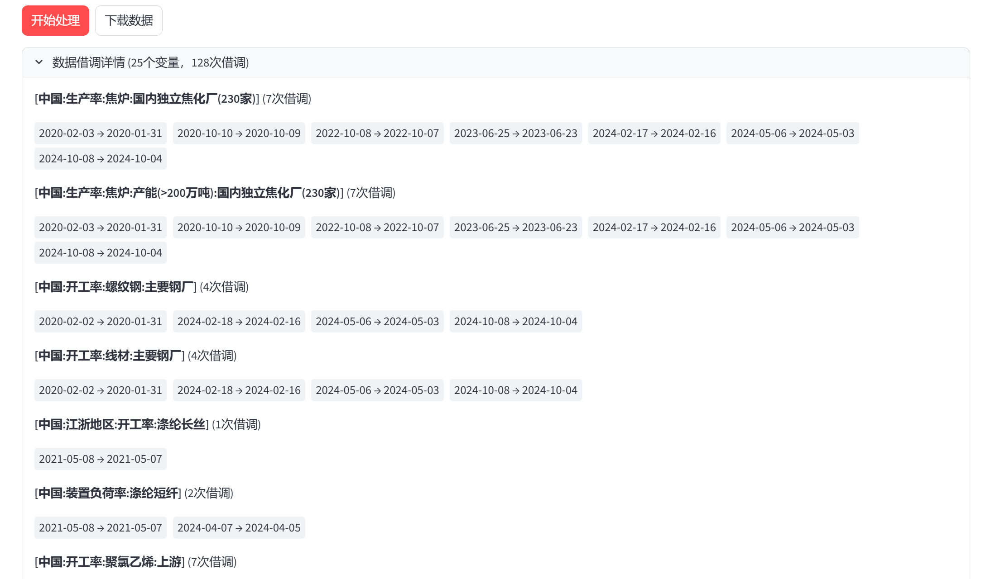 开始处理 下载数据
数据借调详情 (25个变量，128次借调)
[中国:生产率:焦炉:国内独立焦化厂(230家)] (7次借调)
2020-02-03 → 2020-01-31 2020-10-10 → 2020-10-09 2022-10-08 → 2022-10-07 2023-06-25 → 2023-06-23 2024-02-17 → 2024-02-16 2024-05-06 → 2024-05-03
2024-10-08 → 2024-10-04
[中国:生产率:焦炉:产能(>200万吨):国内独立焦化厂(230家)] (7次借调)
2020-02-03 → 2020-01-31 2020-10-10 → 2020-10-09 2022-10-08 → 2022-10-07 2023-06-25 → 2023-06-23 2024-02-17 → 2024-02-16 2024-05-06 → 2024-05-03
2024-10-08 → 2024-10-04
[中国:开工率:螺纹钢:主要钢厂] (4次借调)
2020-02-02 → 2020-01-31 2024-02-18 → 2024-02-16 2024-05-06 → 2024-05-03 2024-10-08 → 2024-10-04
[中国:开工率:线材:主要钢厂] (4次借调)
2020-02-02 → 2020-01-31 2024-02-18 → 2024-02-16 2024-05-06 → 2024-05-03 2024-10-08 → 2024-10-04
[中国:江浙地区:开工率:涤纶长丝] (1次借调)
2021-05-08 → 2021-05-07
[中国:装置负荷率:涤纶短纤] (2次借调)
2021-05-08 → 2021-05-07 2024-04-07 → 2024-04-05
[中国:开工率:聚氯乙烯:上游] (7次借调)